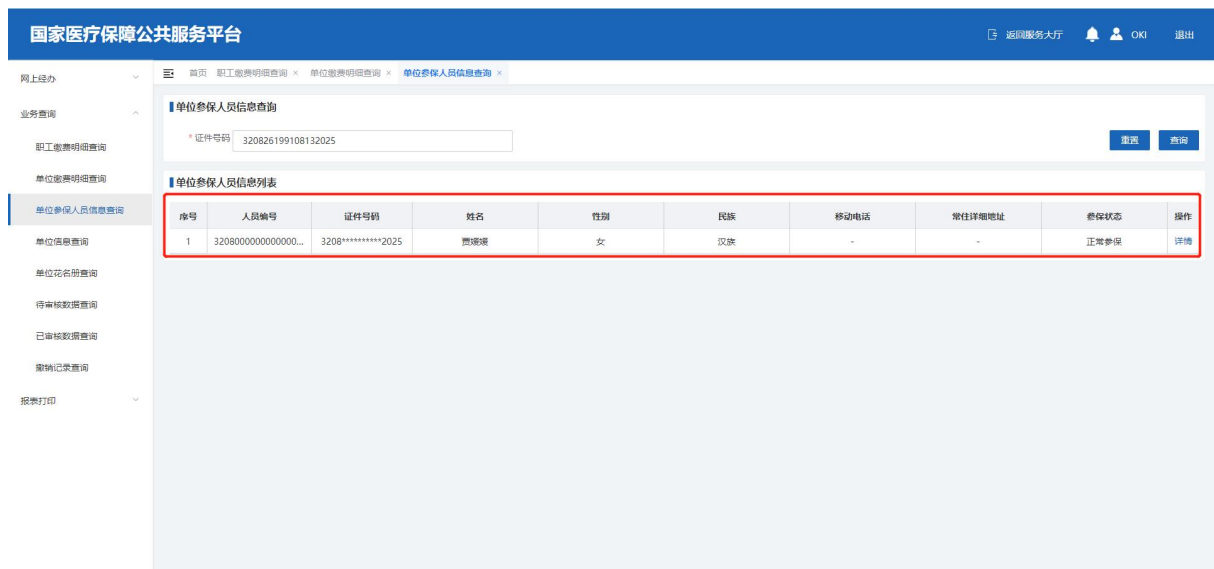 国家医疗保障公共服务平台
返回服务大厅 OKI 退出
网上经办
业务查询
职工缴费明细查询
单位缴费明细查询
单位参保人员信息查询
单位信息查询
单位花名册查询
待审核数据查询
已审核数据查询
撤销记录查询
报表打印
首页 职工缴费明细查询 × 单位缴费明细查询 × 单位参保人员信息查询 ×
单位参保人员信息查询
* 证件号码 320826199108132025 重置 查询
单位参保人员信息列表
序号 人员编号 证件号码 姓名 性别 民族 移动电话 常住详细地址 参保状态 操作
1 3208000000000000... 3208**********2025 贾媛媛 女 汉族 - - 正常参保 详情